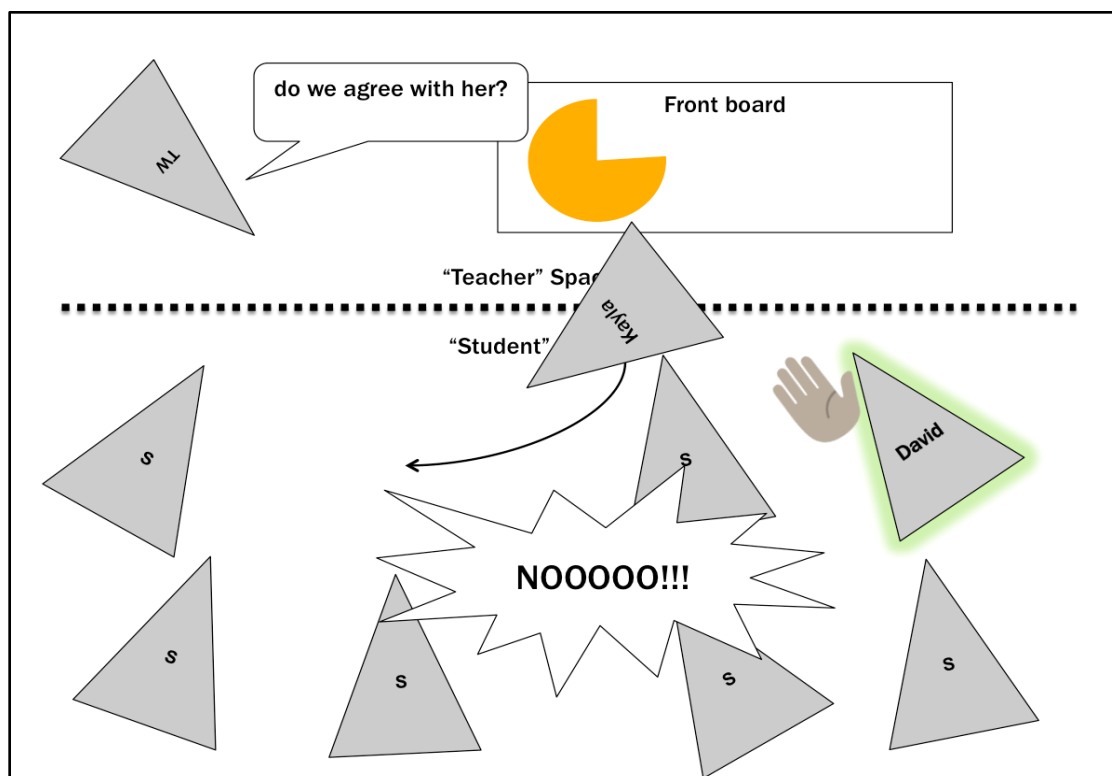 do we agree with her?
Front board
TW
“Teacher” Spac
Kayla
“Student”
David
S
S
NOOOOO!!!
S
S
S
S